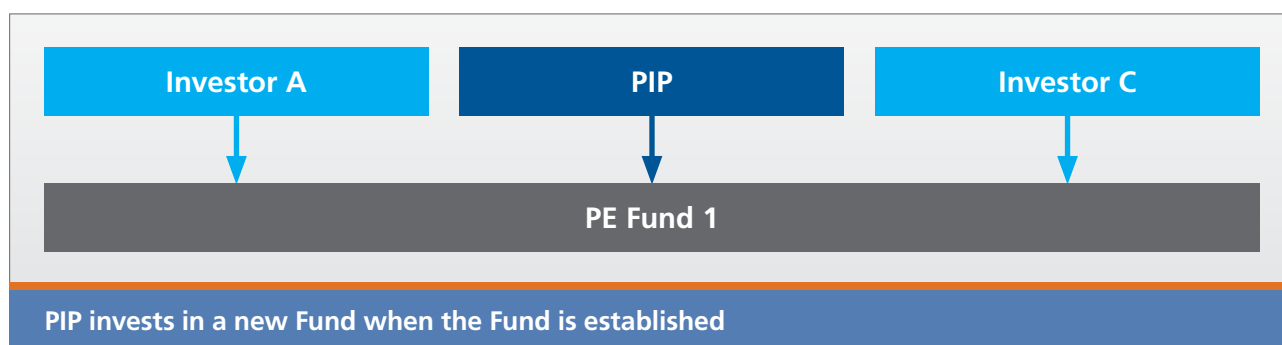 Investor A
PIP
Investor C
PE Fund 1
PIP invests in a new Fund when the Fund is established